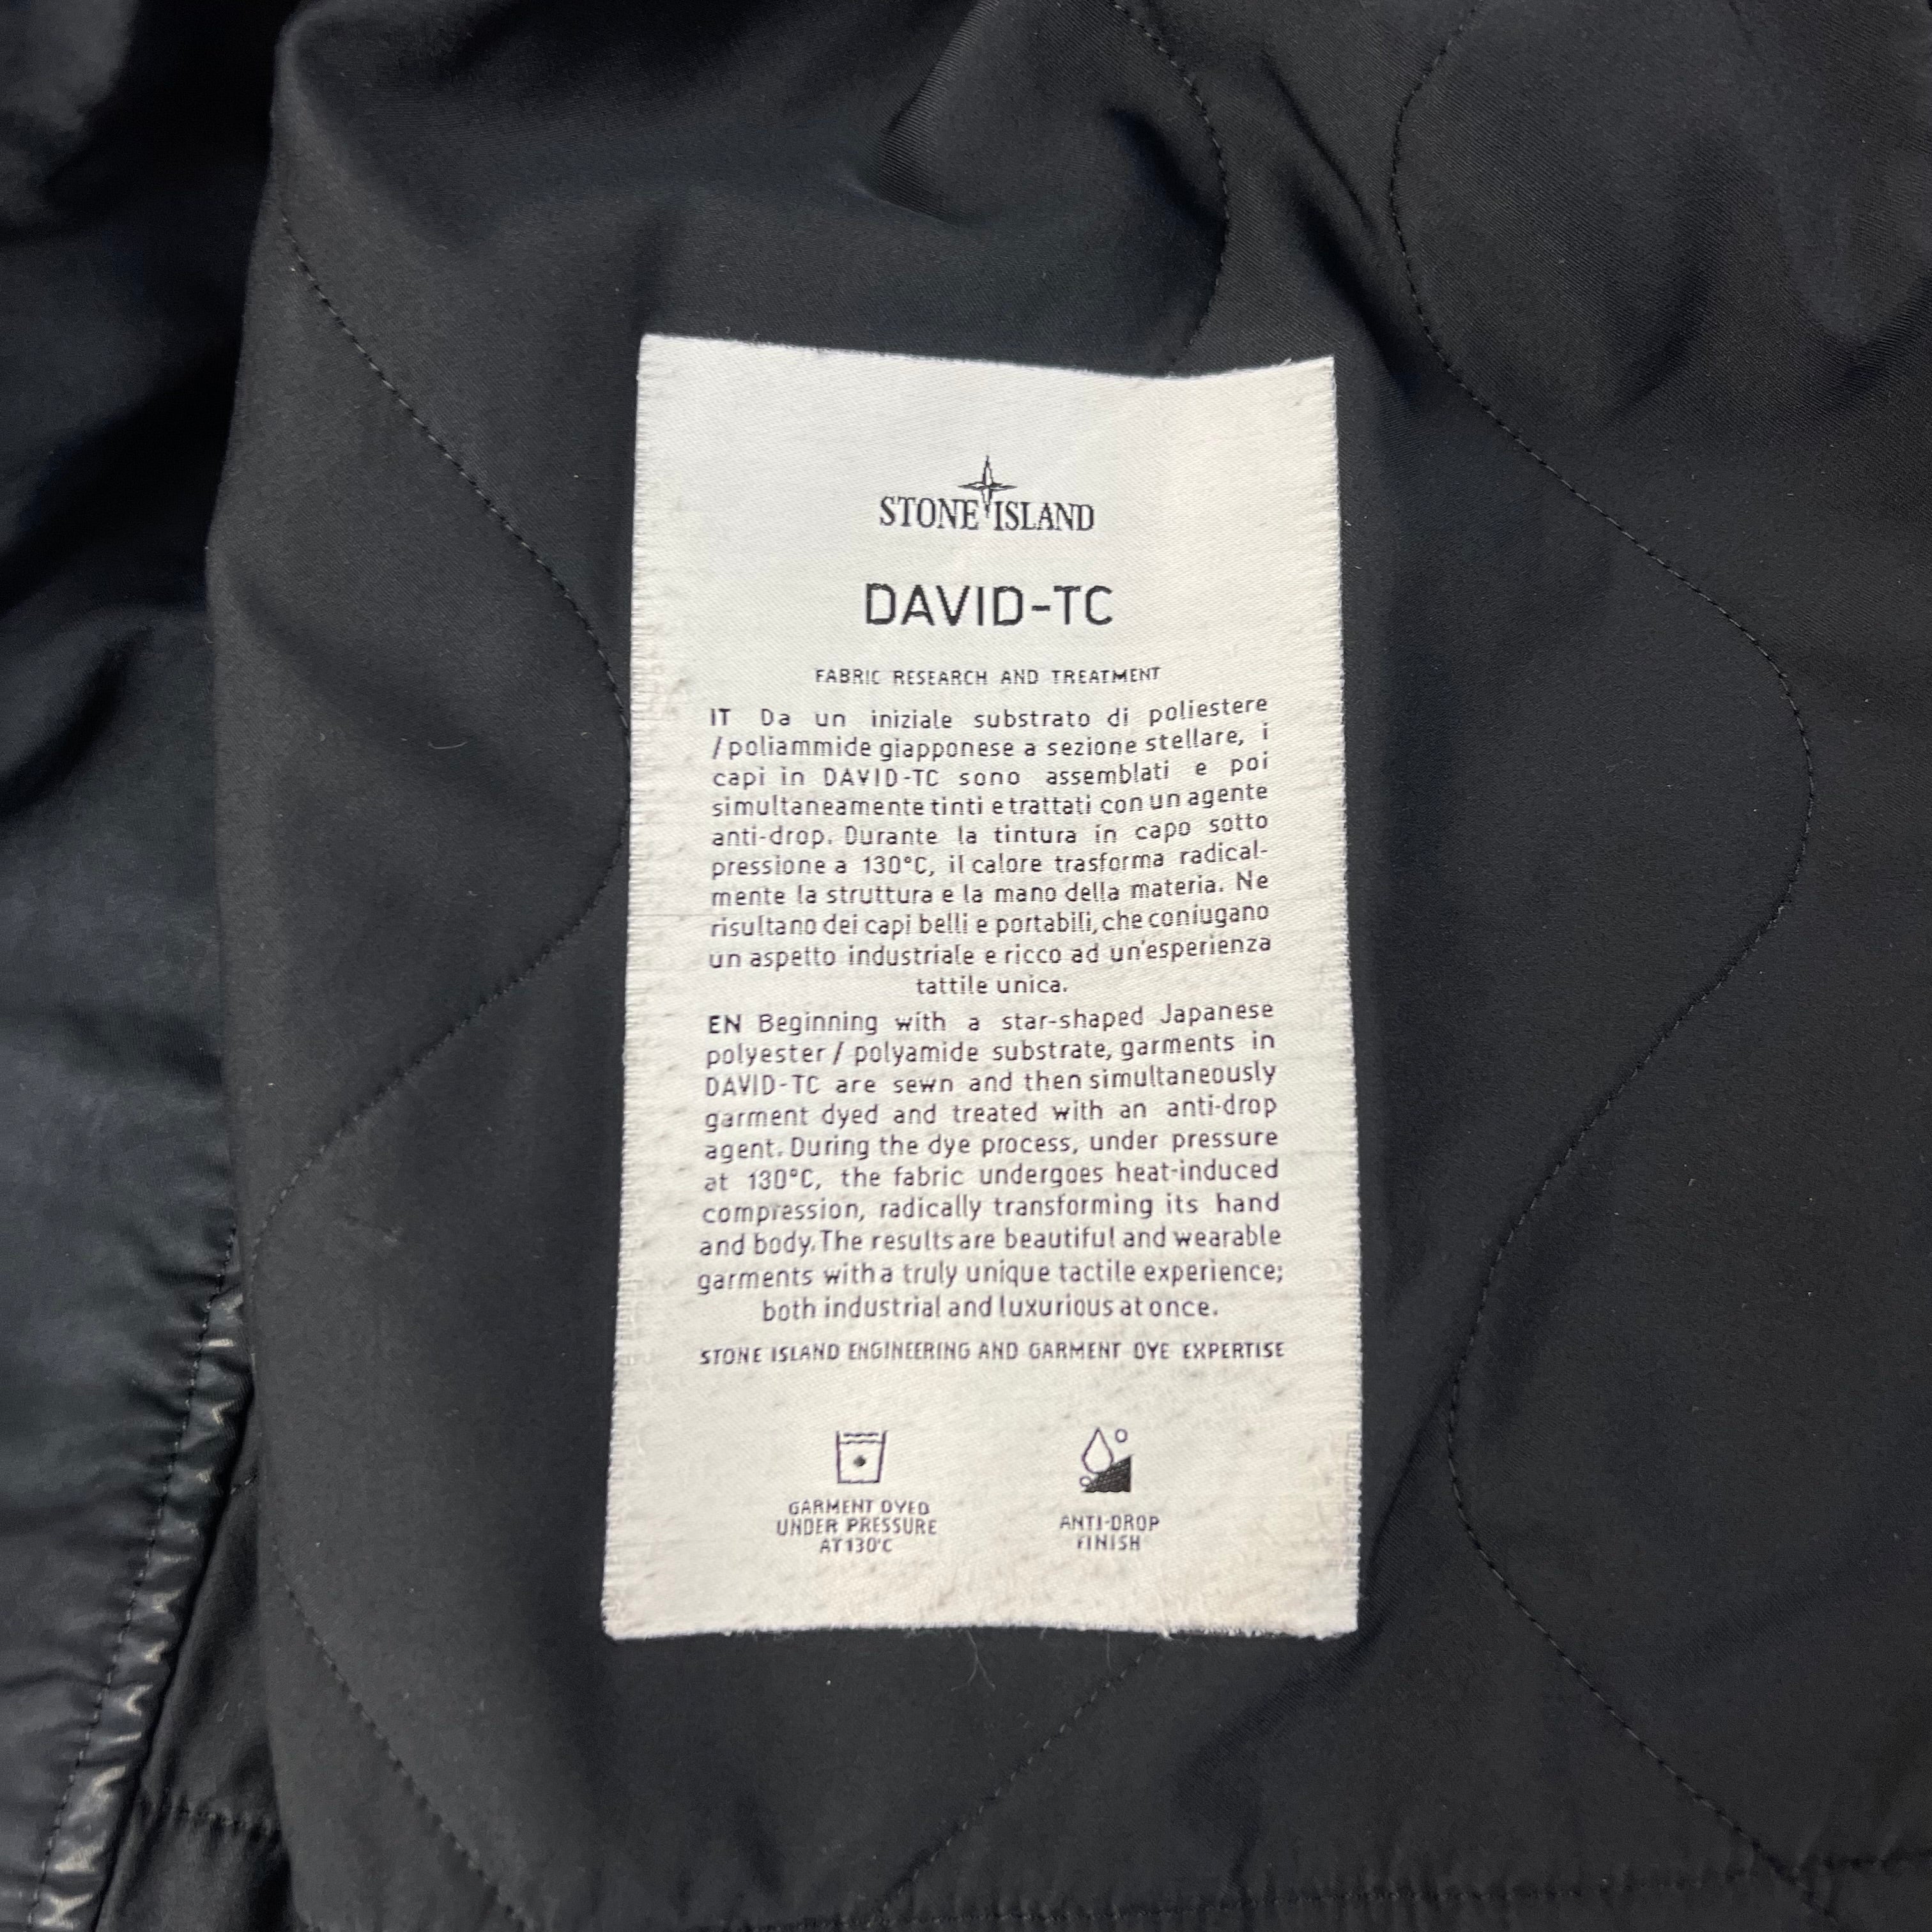 STONE ISLAND
DAVID-TC
FABRIC RESEARCH AND TREATMENT
IT Da un iniziale substrato di poliestere
/poliammide giapponese a sezione stellare, i
capi in DAVID-TC sono assemblati e poi
simultaneamente tinti e trattati con un agente
anti-drop. Durante la tintura in capo sotto
pressione a 130°C, il calore trasforma radical-
mente la struttura e la mano della materia. Ne
risultano dei capi belli e portabili, che coniugano
un aspetto industriale e ricco ad un'esperienza
tattile unica.
EN Beginning with a star-shaped Japanese
polyester / polyamide substrate, garments in
DAVID-TC are sewn and then simultaneously
garment dyed and treated with an anti-drop
agent. During the dye process, under pressure
at 130°C, the fabric undergoes heat-induced
compression, radically transforming its hand
and body. The results are beautiful and wearable
garments with a truly unique tactile experience;
both industrial and luxurious at once.
STONE ISLAND ENGINEERING AND GARMENT DYE EXPERTISE
GARMENT DYED
UNDER PRESSURE
AT 130°C
ANTI-DROP
FINISH